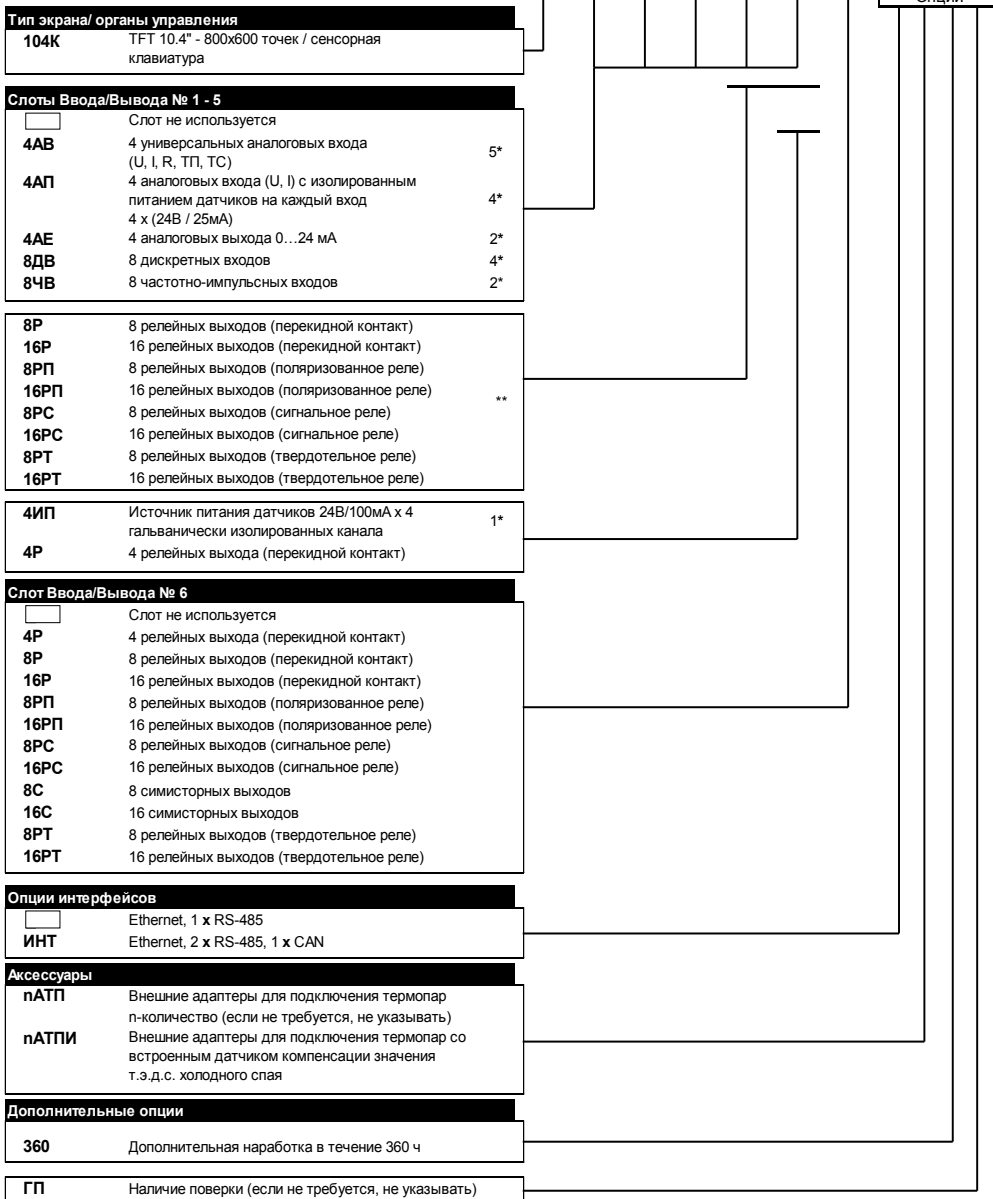 Опции
Тип экрана/ органы управления
104К TFT 10.4" - 800x600 точек / сенсорная
клавиатура
Слоты Ввода/Вывода № 1 - 5
Слот не используется
4АВ 4 универсальных аналоговых входа
(U, I, R, ТП, ТС) 5*
4АП 4 аналоговых входа (U, I) с изолированным
питанием датчиков на каждый вход 4*
4 х (24В / 25мА)
4АЕ 4 аналоговых выхода 0…24 мА 2*
8ДВ 8 дискретных входов 4*
8ЧВ 8 частотно-импульсных входов 2*
8Р 8 релейных выходов (перекидной контакт)
16Р 16 релейных выходов (перекидной контакт)
8РП 8 релейных выходов (поляризованное реле)
16РП 16 релейных выходов (поляризованное реле)
**
8РС 8 релейных выходов (сигнальное реле)
16РС 16 релейных выходов (сигнальное реле)
8РТ 8 релейных выходов (твердотельное реле)
16РТ 16 релейных выходов (твердотельное реле)
4ИП Источник питания датчиков 24В/100мА х 4
гальванически изолированных канала 1*
4Р 4 релейных выхода (перекидной контакт)
Слот Ввода/Вывода № 6
Слот не используется
4Р 4 релейных выхода (перекидной контакт)
8Р 8 релейных выходов (перекидной контакт)
16Р 16 релейных выходов (перекидной контакт)
8РП 8 релейных выходов (поляризованное реле)
16РП 16 релейных выходов (поляризованное реле)
8РС 8 релейных выходов (сигнальное реле)
16РС 16 релейных выходов (сигнальное реле)
8С 8 симисторных выходов
16С 16 симисторных выходов
8РТ 8 релейных выходов (твердотельное реле)
16РТ 16 релейных выходов (твердотельное реле)
Опции интерфейсов
Ethernet, 1 x RS-485
ИНТ Ethernet, 2 x RS-485, 1 x CAN
Аксессуары
nАТП Внешние адаптеры для подключения термопар
n-количество (если не требуется, не указывать)
nАТПИ Внешние адаптеры для подключения термопар со
встроенным датчиком компенсации значения
т.э.д.с. холодного спая
Дополнительные опции
360 Дополнительная наработка в течение 360 ч
ГП Наличие поверки (если не требуется, не указывать)